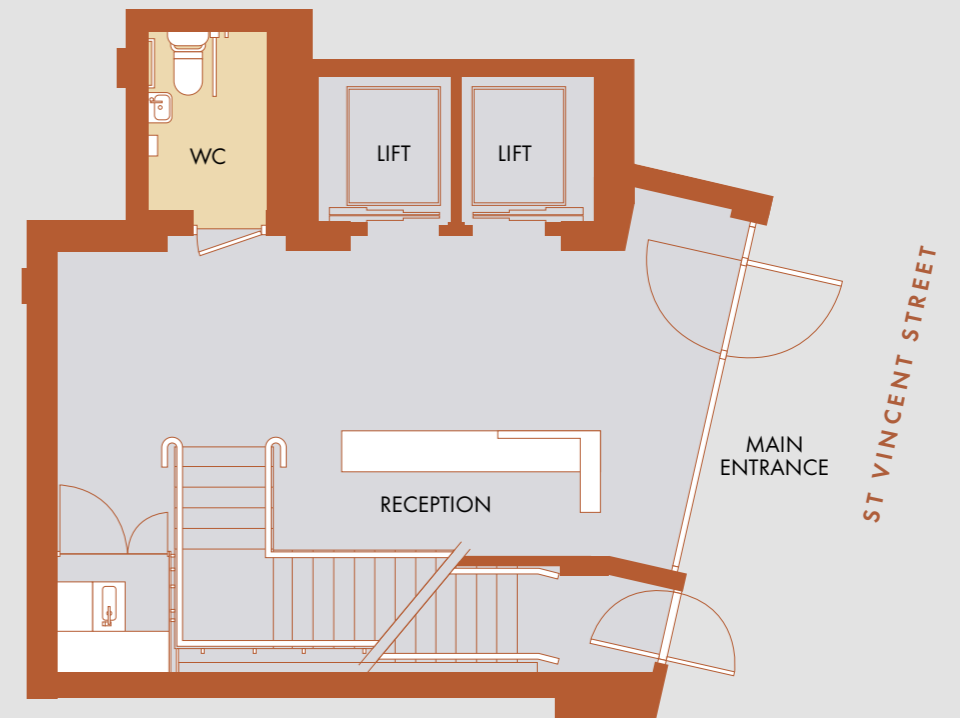 WC
LIFT
LIFT
MAIN
ENTRANCE
RECEPTION
ST VINCENT STREET